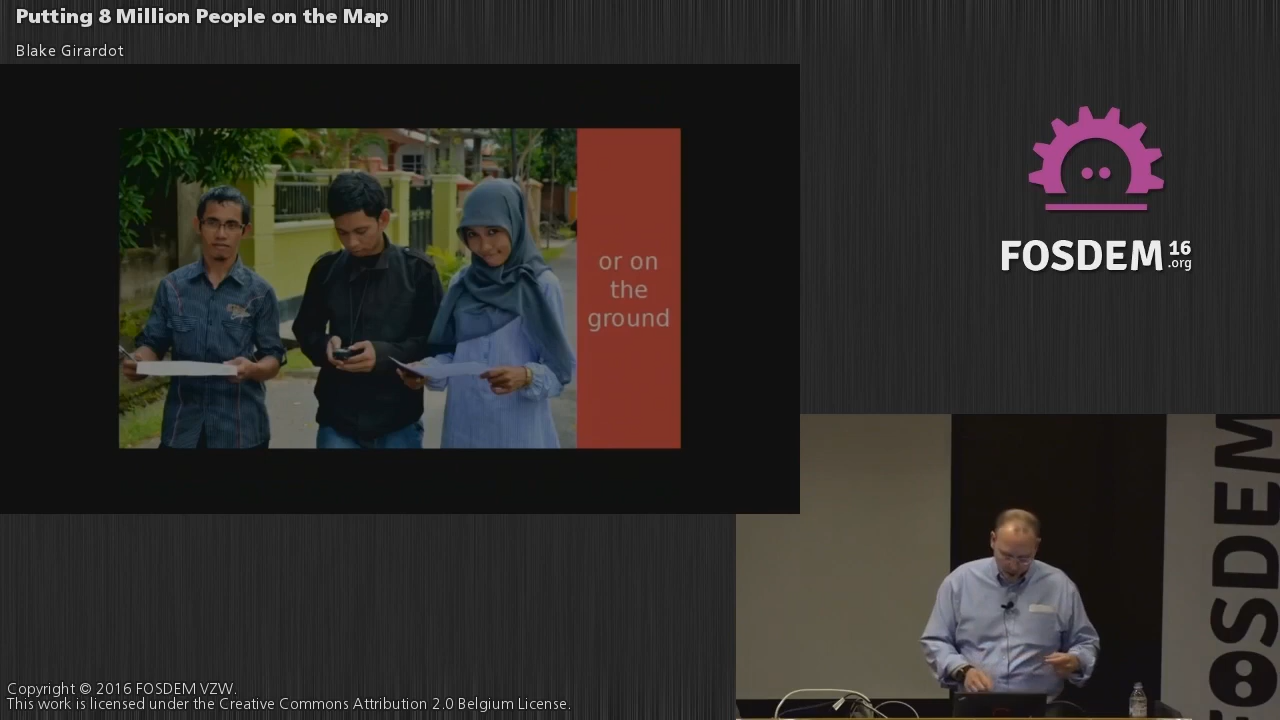 Putting 8 Million People on the Map
Blake Girardot
or on
the
ground
FOSDEM 16
.org
FOSDEM
Copyright © 2016 FOSDEM VZW.
This work is licensed under the Creative Commons Attribution 2.0 Belgium License.